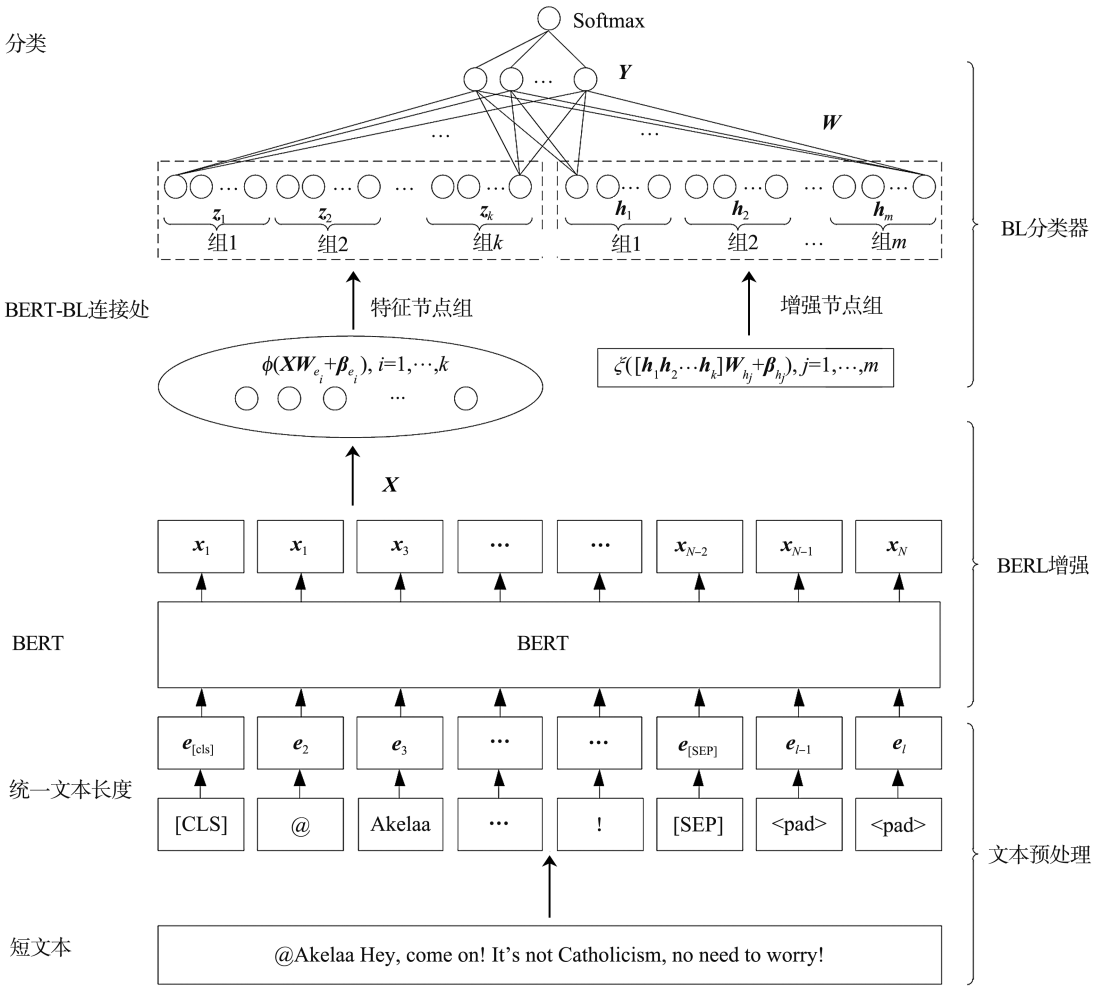 Softmax
分类
Y
… 
… W …
z1 z2 zk h1 h2 hm
组1 组2 组k 组1 组2 … 组m
BL分类器
BERT-BL连接处
特征节点组 增强节点组
ϕ(XWei+βei), i=1,⋯,k
ξ([h1h2⋯hk]Whj+βhj), j=1,⋯,m
X
x1 x1 x3 … … xN−2 xN−1 xN
BERL增强
BERT BERT
e[cls] e2 e3 … … e[SEP] el−1 el
统一文本长度
[CLS] @ Akelaa … ! [SEP] <pad> <pad>
文本预处理
短文本
@Akelaa Hey, come on! It's not Catholicism, no need to worry!